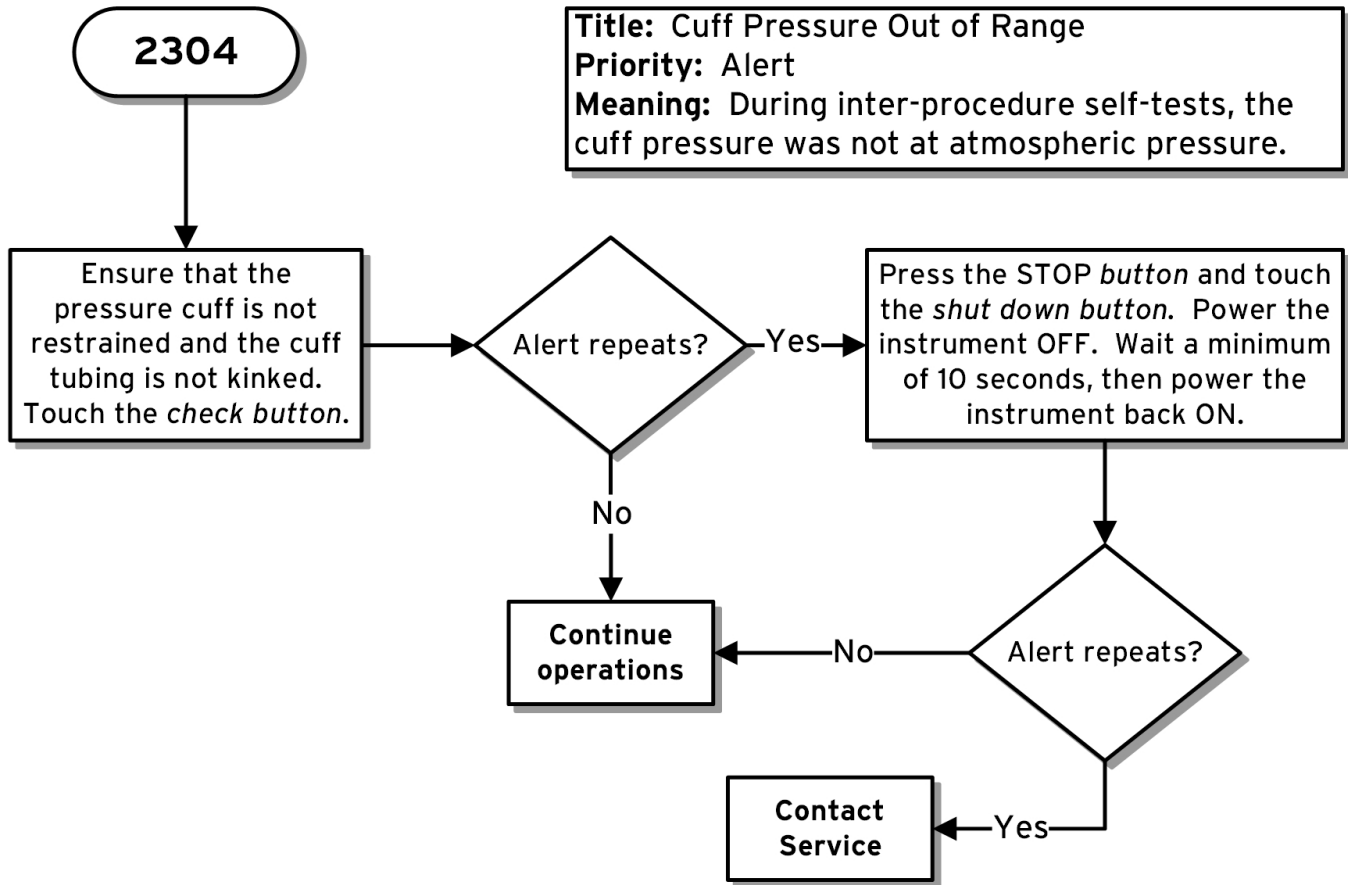 2304
Title: Cuff Pressure Out of Range
Priority: Alert
Meaning: During inter-procedure self-tests, the
cuff pressure was not at atmospheric pressure.
Ensure that the
pressure cuff is not
restrained and the cuff
tubing is not kinked.
Touch the check button.
Alert repeats?
Yes
Press the STOP button and touch
the shut down button. Power the
instrument OFF. Wait a minimum
of 10 seconds, then power the
instrument back ON.
No
Continue
operations
No
Alert repeats?
Contact
Service
Yes